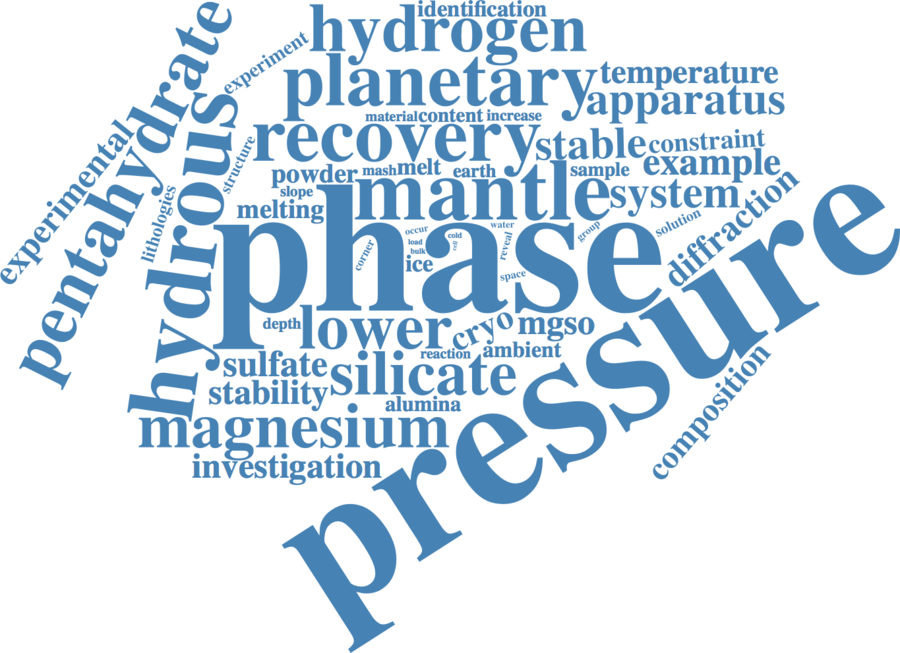 identification
hydrogen
experiment
pentahydrate
planetary
temperature
apparatus
material
content
increase
hydrous
recovery
stable
constraint
experimental
structure
powder
mash
melt
earth
sample
example
slope
mantle
system
lithologies
melting
diffraction
phase
occur
water
group
solution
load
cold
bulk
cell
reveal
corner
ice
space
pressure
depth
lower
cryo
mgso
reaction
ambient
sulfate
silicate
stability
alumina
composition
magnesium
investigation